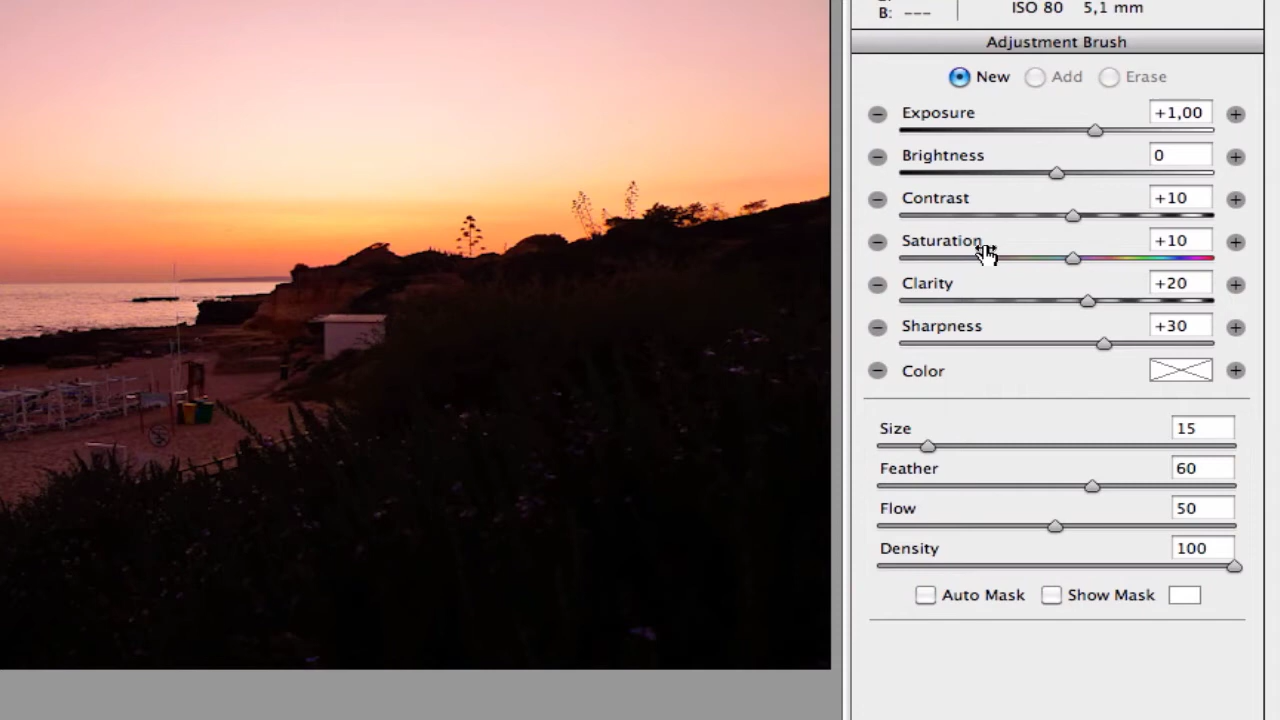 B: ---
ISO 80 5,1 mm
Adjustment Brush
New Add Erase
Exposure +1,00
Brightness 0
Contrast +10
Saturation +10
Clarity +20
Sharpness +30
Color
Size 15
Feather 60
Flow 50
Density 100
Auto Mask Show Mask